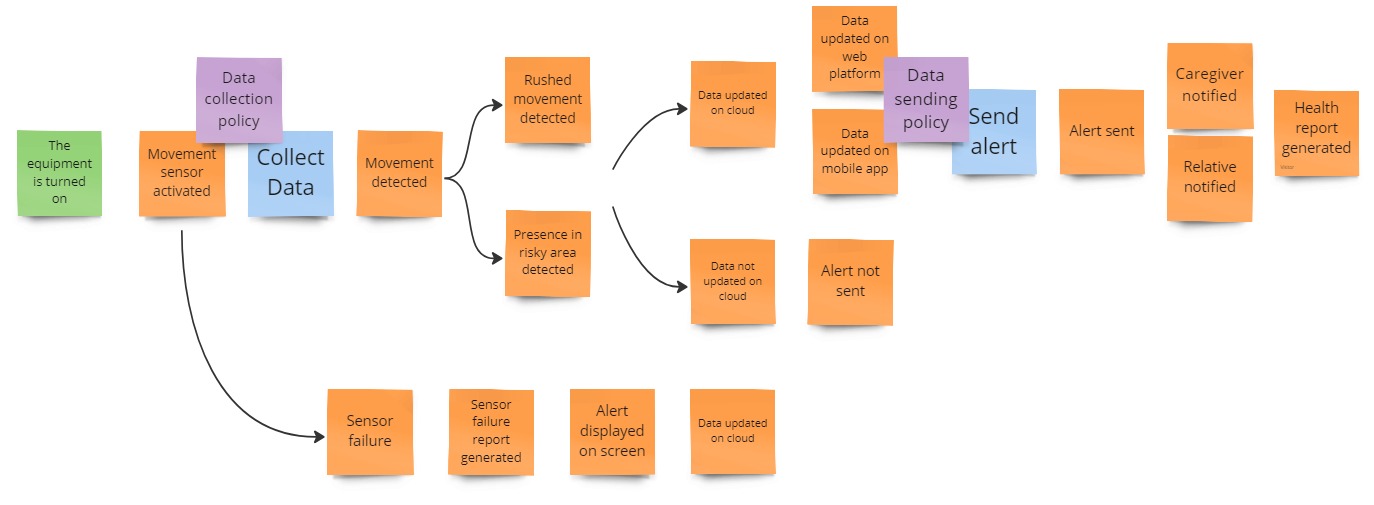 The
equipment
is turned
on
Data
collection
policy
Movement
sensor
activated
Collect
Data
Movement
detected
Rushed
movement
detected
Presence in
risky area
detected
Data updated
on cloud
Data not
updated on
cloud
Alert not
sent
Data
updated on
web
platform
Data
updated on
mobile app
Data
sending
policy
Send
alert
Alert sent
Caregiver
notified
Relative
notified
Health
report
generated
Sensor
failure
Sensor
failure
report
generated
Alert
displayed
on screen
Data updated
on cloud